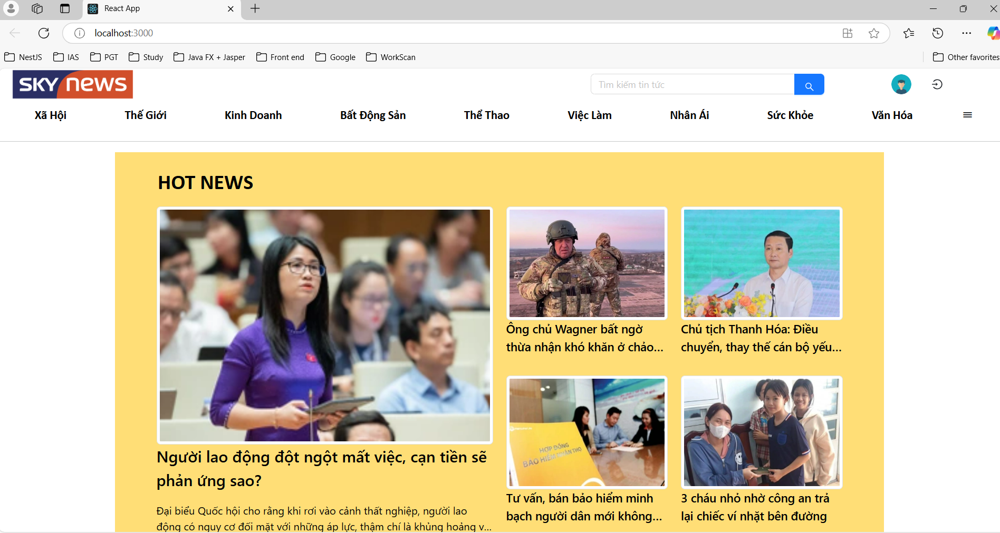 React App
localhost:3000
NestJS
IAS
PGT
Study
Java FX + Jasper
Front end
Google
WorkScan
Other favorites
sky news
Tìm kiếm tin tức
Xã Hội
Thế Giới
Kinh Doanh
Bất Động Sản
Thể Thao
Việc Làm
Nhân Ái
Sức Khỏe
Văn Hóa
HOT NEWS
Người lao động đột ngột mất việc, cạn tiền sẽ
phản ứng sao?
Đại biểu Quốc hội cho rằng khi rơi vào cảnh thất nghiệp, người lao
động có nguy cơ đối mặt với những áp lực, thậm chí là khủng hoảng v...
Ông chủ Wagner bất ngờ
thừa nhận khó khăn ở chảo...
Chủ tịch Thanh Hóa: Điều
chuyển, thay thế cán bộ yếu...
HỢP ĐỒNG
BẢO HIỂM NHÂN THỌ
Tư vấn, bán bảo hiểm minh
bạch người dân mới không...
3 cháu nhỏ nhờ công an trả
lại chiếc ví nhặt bên đường